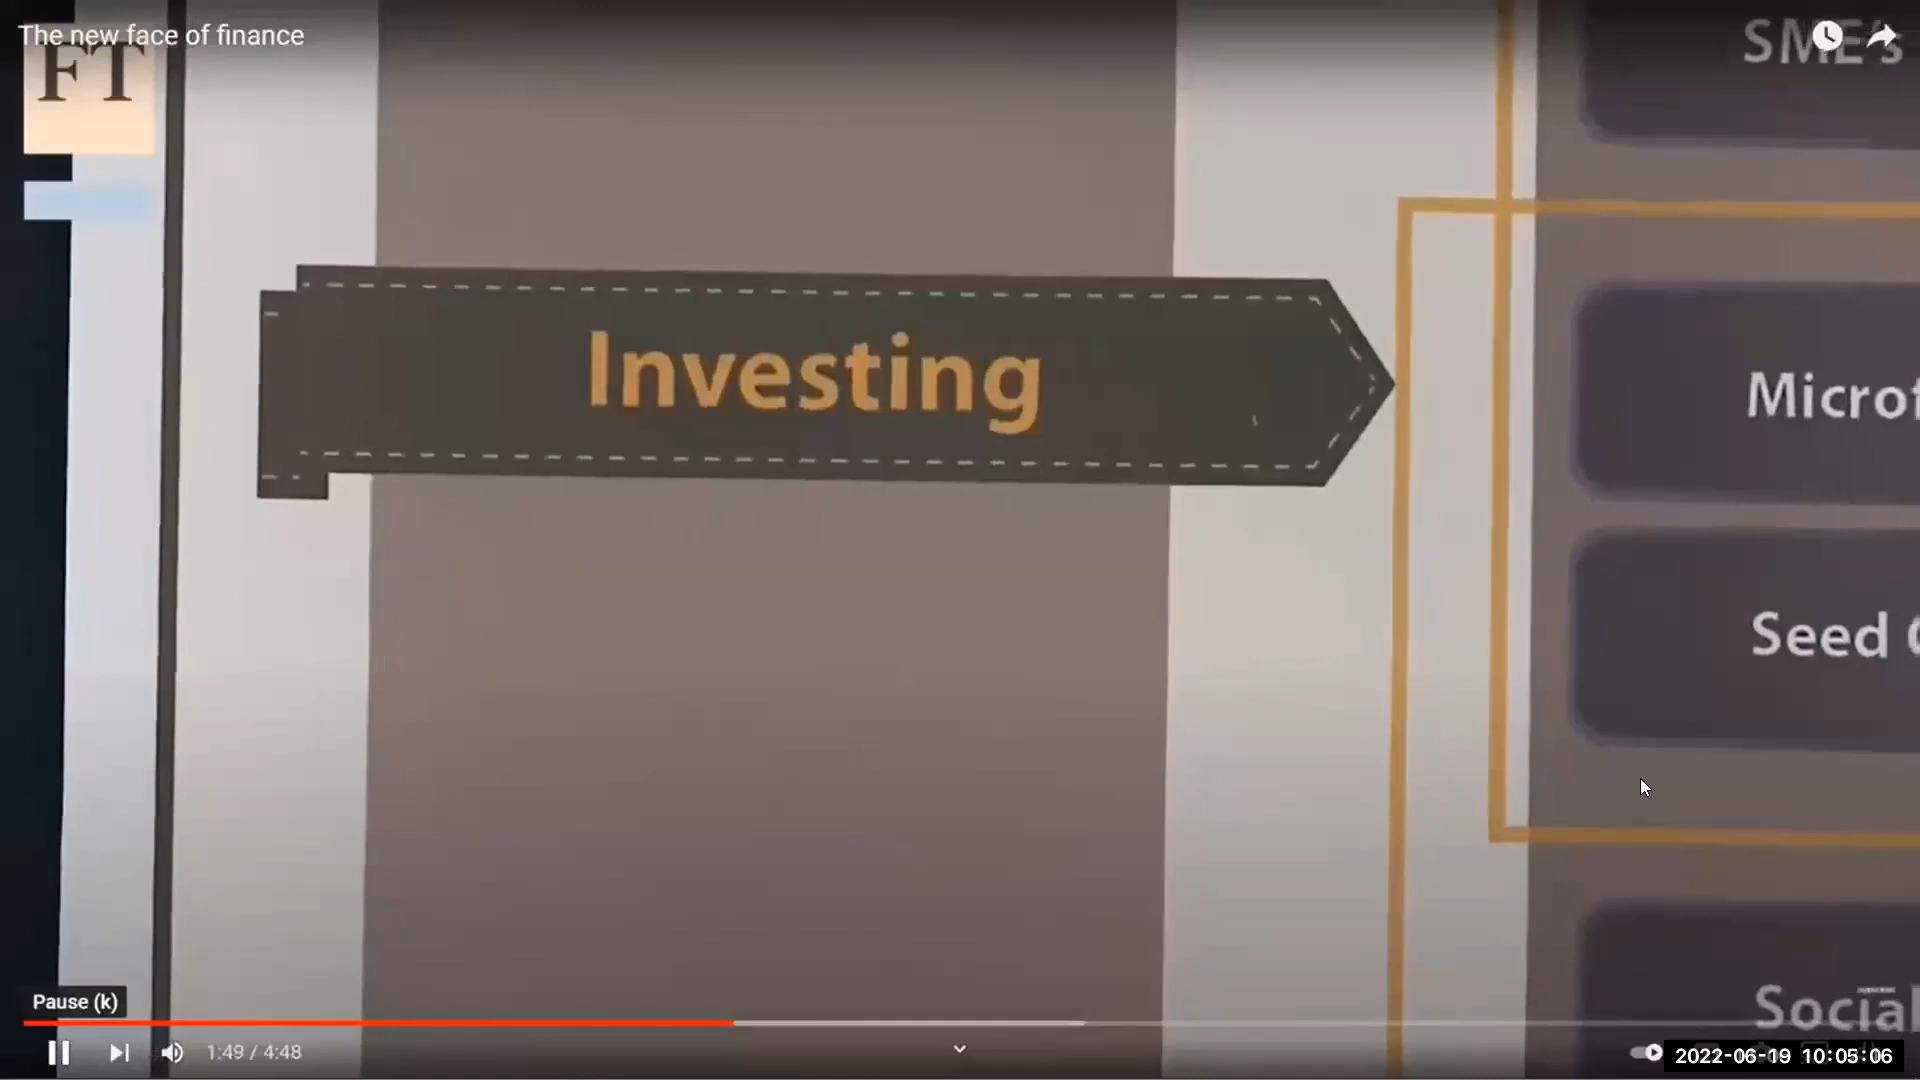 The new face of finance
FT
SME's
Investing
Micro
Seed
Social
Pause (k)
1:49 / 4:48
2022-06-19 10:05:06